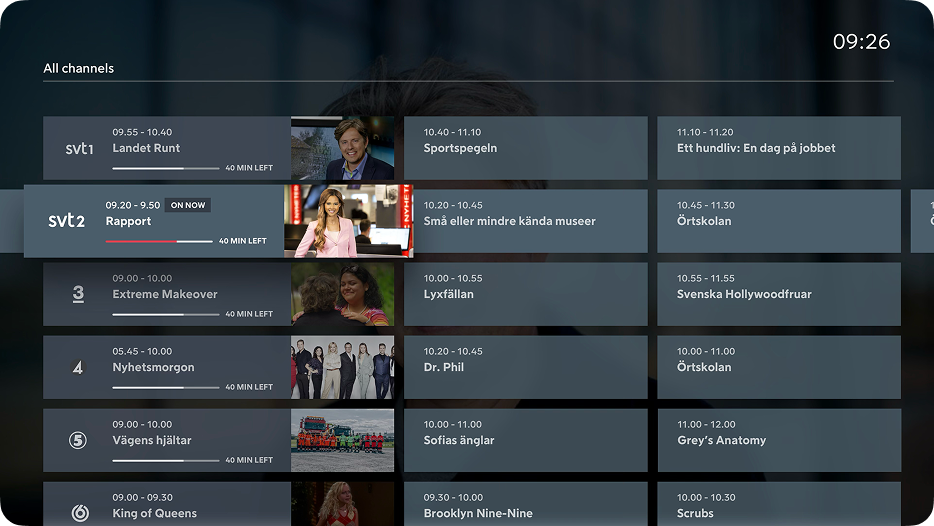 09:26
All channels
svt1
09.55 - 10.40
Landet Runt
40 MIN LEFT
10.40 - 11.10
Sportspegeln
11.10 - 11.20
Ett hundliv: En dag på jobbet
svt2
09.20 - 9.50 ON NOW
Rapport
40 MIN LEFT
NYHETE
10.20 - 10.45
Små eller mindre kända museer
10.45 - 11.30
Örtskolan
3
09.00 - 10.00
Extreme Makeover
40 MIN LEFT
10.00 - 10.55
Lyxfällan
10.55 - 11.55
Svenska Hollywoodfruar
4
05.45 - 10.00
Nyhetsmorgon
40 MIN LEFT
10.20 - 10.45
Dr. Phil
10.00 - 11.00
Örtskolan
5
09.00 - 10.00
Vägens hjältar
40 MIN LEFT
10.00 - 11.00
Sofias änglar
11.00 - 12.00
Grey's Anatomy
6
09.00 - 09.30
King of Queens
09.30 - 10.00
Brooklyn Nine-Nine
10.00 - 10.30
Scrubs